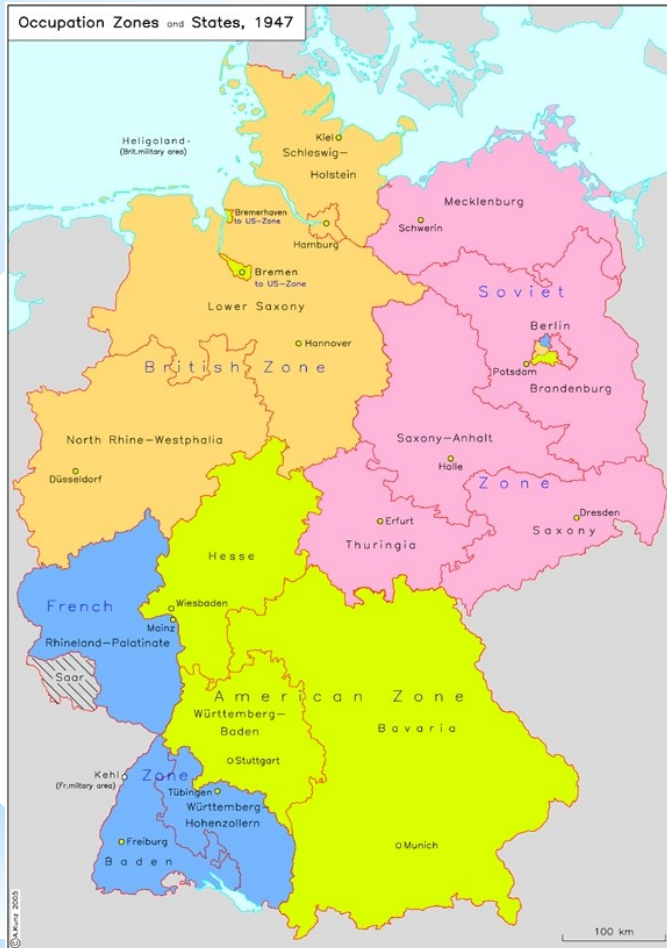 Occupation Zones and States, 1947
Heligoland-
(Brit.military area)
Kiel
Schleswig-
Holstein
Mecklenburg
Schwerin
Bremerhaven
to US-Zone
Hamburg
Bremen
to US-Zone
Lower Saxony
Soviet
Berlin
Hannover
British Zone
Potsdam
Brandenburg
North Rhine-Westphalia
Saxony-Anhalt
Halle
Düsseldorf
Zone
Dresden
Saxony
Erfurt
Thuringia
Hesse
French
Wiesbaden
Mainz
Rhineland-Palatinate
Saar
American Zone
Württemberg-
Baden
Bavaria
Stuttgart
Kehl
(Fr.military area)
Zone
Tübingen
Württemberg-
Hohenzollern
Freiburg
Baden
Munich
©A.Kunz 2005
100 km